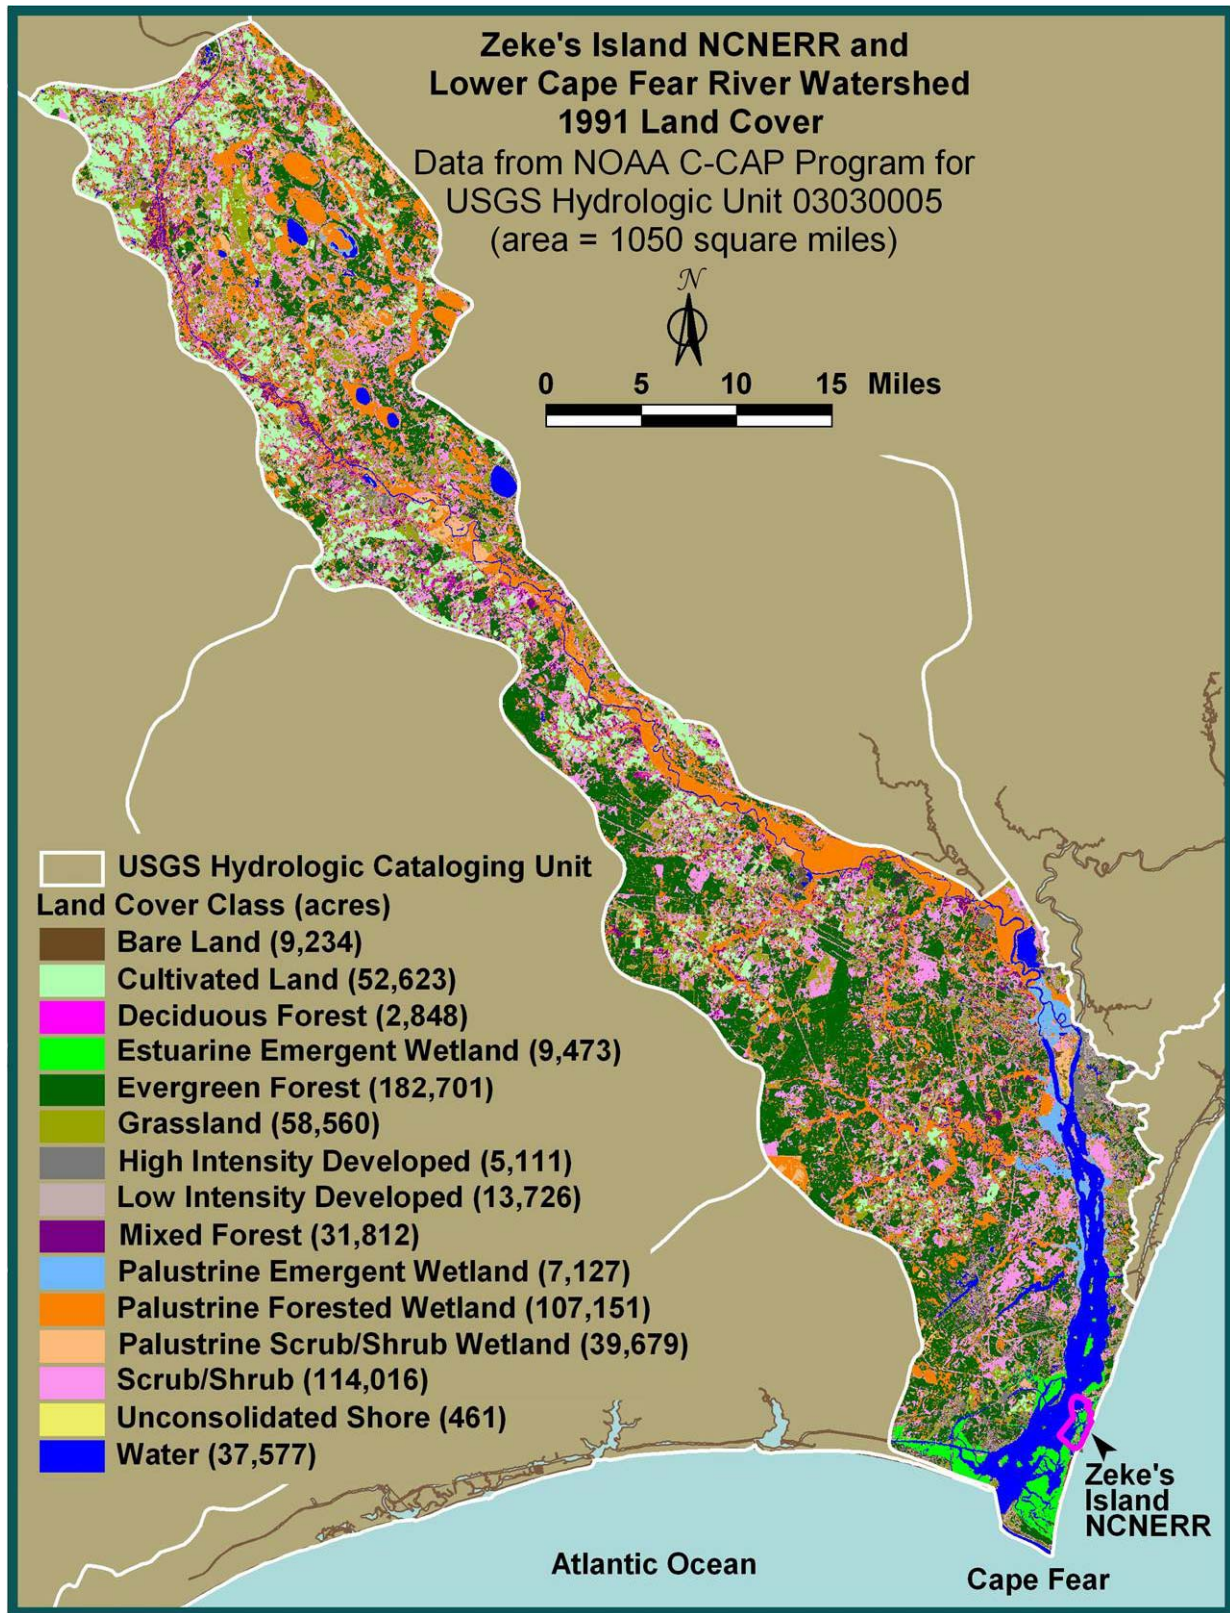 Zeke's Island NCNERR and
Lower Cape Fear River Watershed
1991 Land Cover
Data from NOAA C-CAP Program for
USGS Hydrologic Unit 03030005
(area = 1050 square miles)
N
0 5 10 15 Miles
USGS Hydrologic Cataloging Unit
Land Cover Class (acres)
Bare Land (9,234)
Cultivated Land (52,623)
Deciduous Forest (2,848)
Estuarine Emergent Wetland (9,473)
Evergreen Forest (182,701)
Grassland (58,560)
High Intensity Developed (5,111)
Low Intensity Developed (13,726)
Mixed Forest (31,812)
Palustrine Emergent Wetland (7,127)
Palustrine Forested Wetland (107,151)
Palustrine Scrub/Shrub Wetland (39,679)
Scrub/Shrub (114,016)
Unconsolidated Shore (461)
Water (37,577)
Zeke's
Island
NCNERR
Atlantic Ocean
Cape Fear